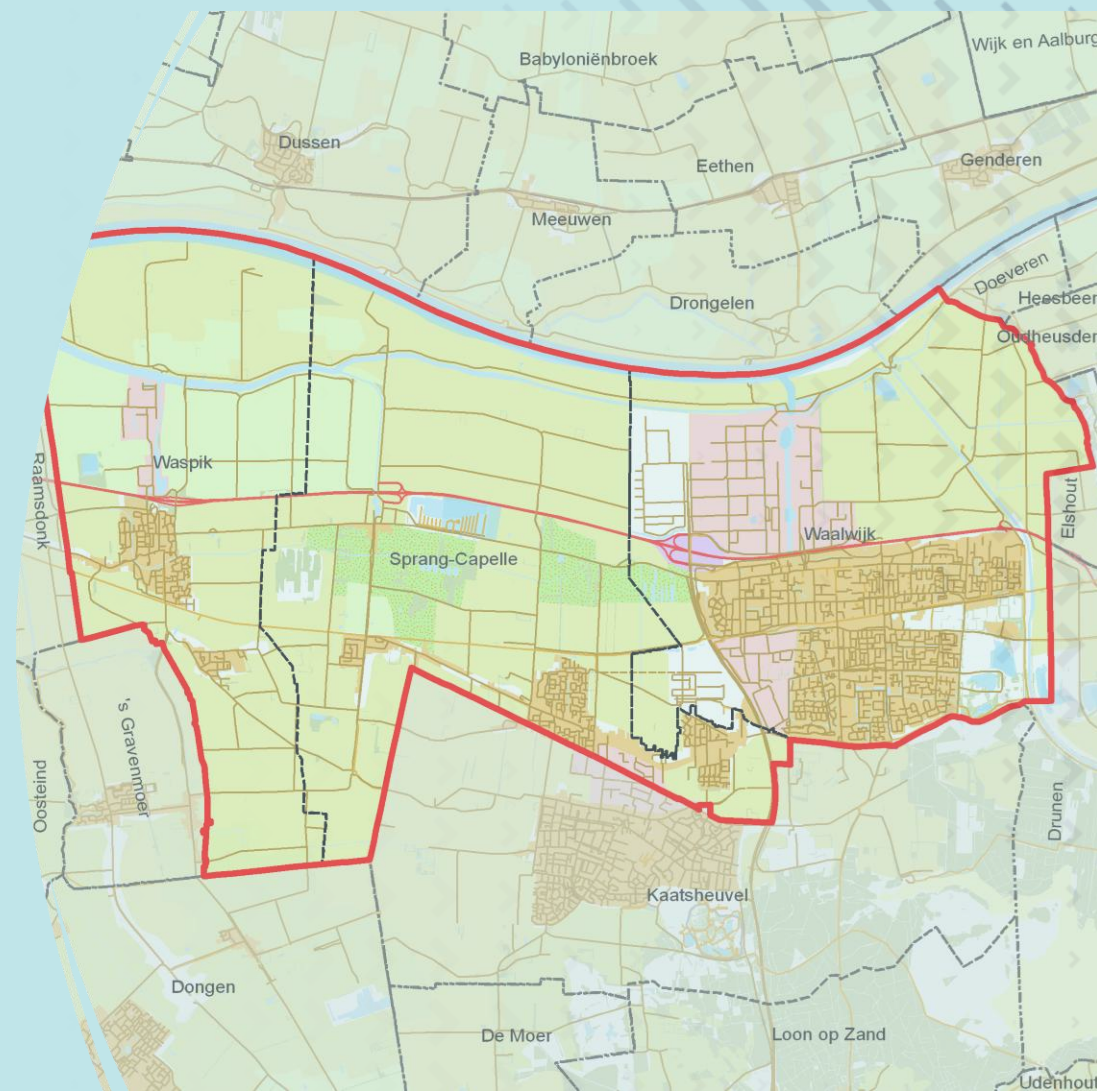 Wijk en Aalburg
Babyloniënbroek
Dussen
Eethen
Genderen
Meeuwen
Doeveren
Drongelen
Heesbeen
Oudheusden
Waspik
Raamsdonk
Elshout
Waalwijk
Sprang-Capelle
's Gravenmoer
Oosteind
Drunen
Kaatsheuvel
Dongen
De Moer
Loon op Zand
Udenhout